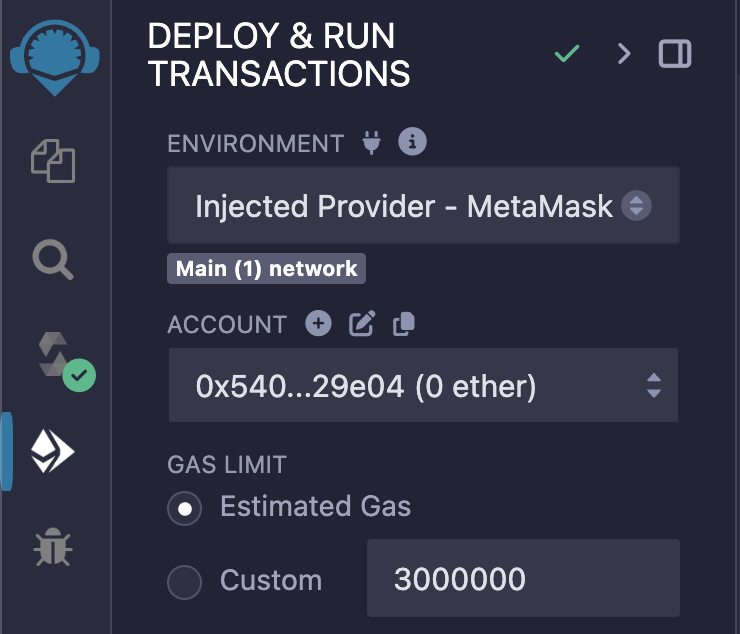 DEPLOY & RUN
TRANSACTIONS
ENVIRONMENT
Injected Provider - MetaMask
Main (1) network
ACCOUNT
0x540...29e04 (0 ether)
GAS LIMIT
Estimated Gas
Custom 3000000